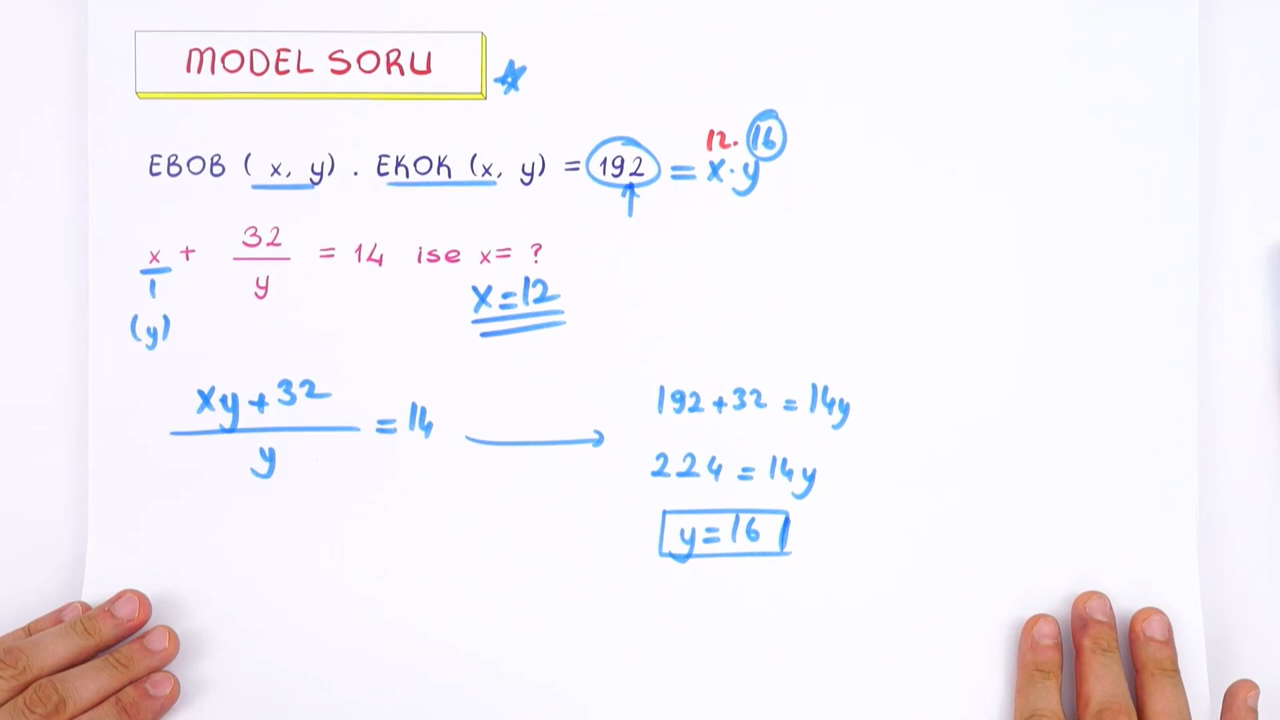 MODEL SORU
12. 16
EBOB ( x, y) . EKOK (x, y) = 192 = x·y
x + 32/y = 14 ise x= ?
1
(y)
x=12
xy+32 / y = 14
192+32=14y
224=14y
y=16